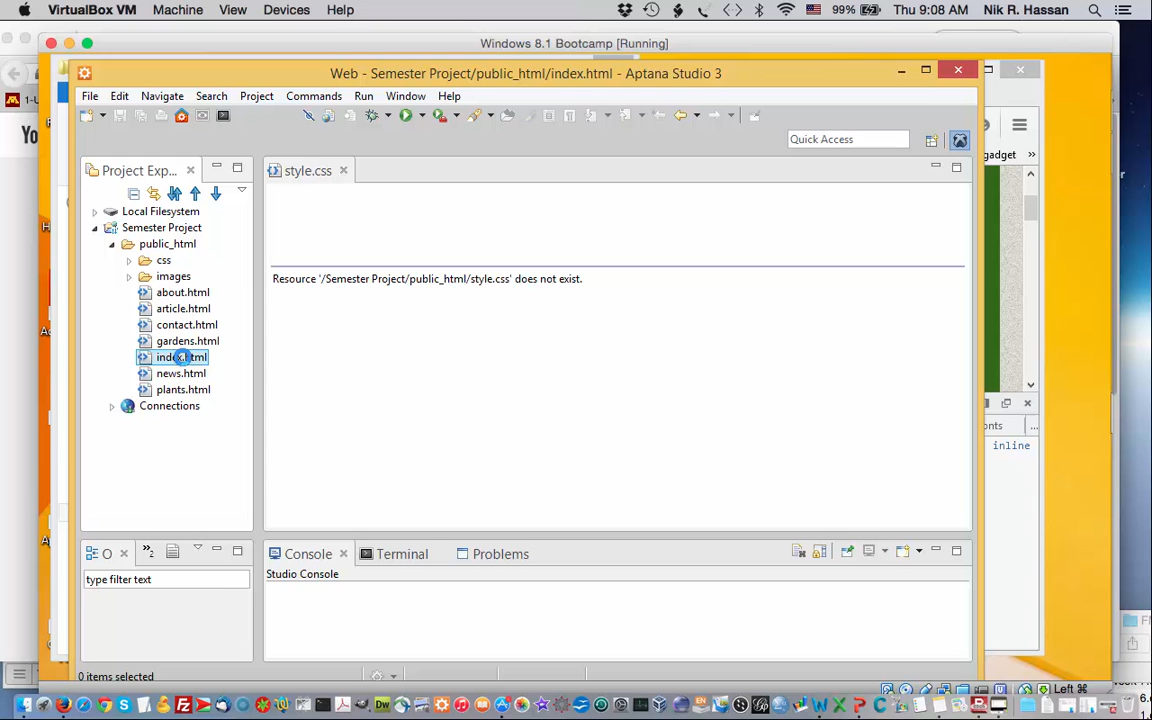 VirtualBox VM Machine View Devices Help 99% Thu 9:08 AM Nik R. Hassan
Windows 8.1 Bootcamp [Running]
Web - Semester Project/public_html/index.html - Aptana Studio 3
File Edit Navigate Search Project Commands Run Window Help
Quick Access
gadget
Project Exp...
style.css
Local Filesystem
Semester Project
public_html
css
images
about.html
article.html
contact.html
gardens.html
index.html
news.html
plants.html
Connections
Resource '/Semester Project/public_html/style.css' does not exist.
onts
inline
O
Console Terminal Problems
type filter text
Studio Console
0 items selected
Left ⌘